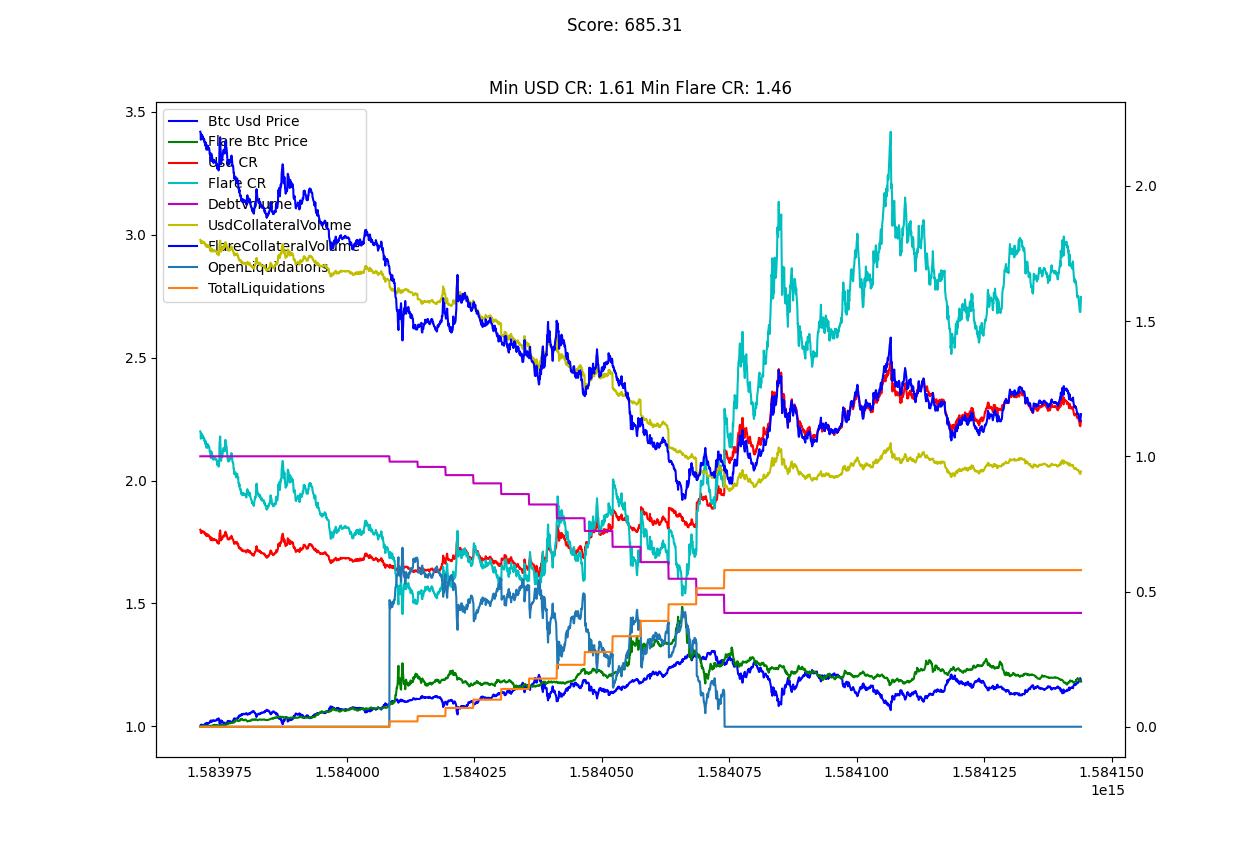 Score: 685.31
Min USD CR: 1.61 Min Flare CR: 1.46
Btc Usd Price
Flare Btc Price
Usd CR
Flare CR
DebtVolume
UsdCollateralVolume
FlareCollateralVolume
OpenLiquidations
TotalLiquidations
3.5
3.0
2.5
2.0
1.5
1.0
2.0
1.5
1.0
0.5
0.0
1.583975 1.584000 1.584025 1.584050 1.584075 1.584100 1.584125 1.584150
1e15